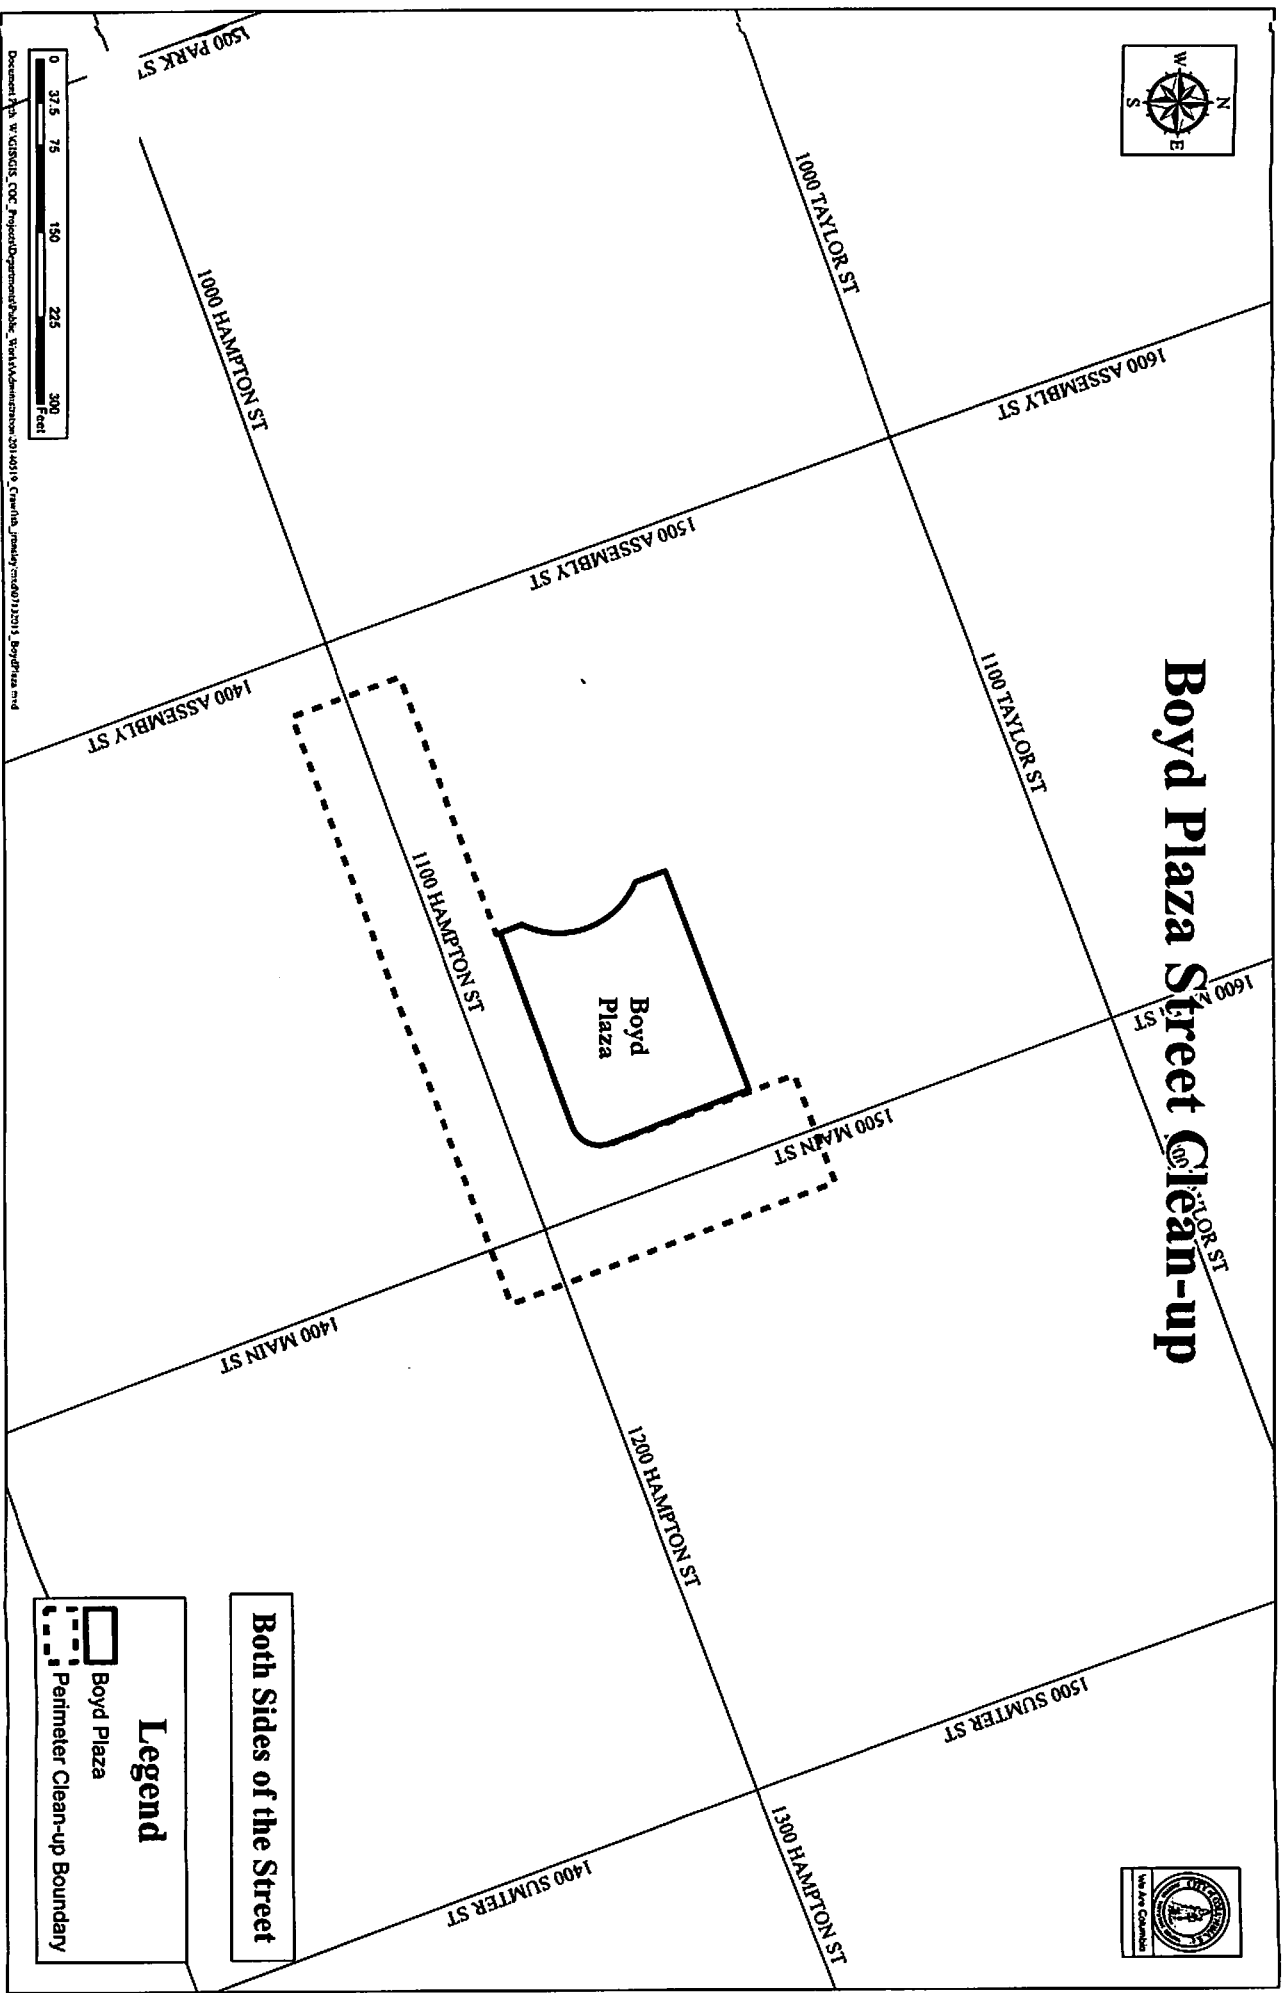 Boyd Plaza Street Clean-up
N
W
E
S
We Are Columbia
1600 ASSEMBLY ST
1000 TAYLOR ST
1100 TAYLOR ST
1600
ST
1500 PARK ST
1500 ASSEMBLY ST
1500 MAIN ST
1500 SUMTER ST
Boyd
Plaza
1000 HAMPTON ST
1100 HAMPTON ST
1200 HAMPTON ST
1300 HAMPTON ST
1400 ASSEMBLY ST
1400 MAIN ST
1400 SUMTER ST
Both Sides of the Street
Legend
Boyd Plaza
Perimeter Clean-up Boundary
0 37.5 75 150 225 300
Feet